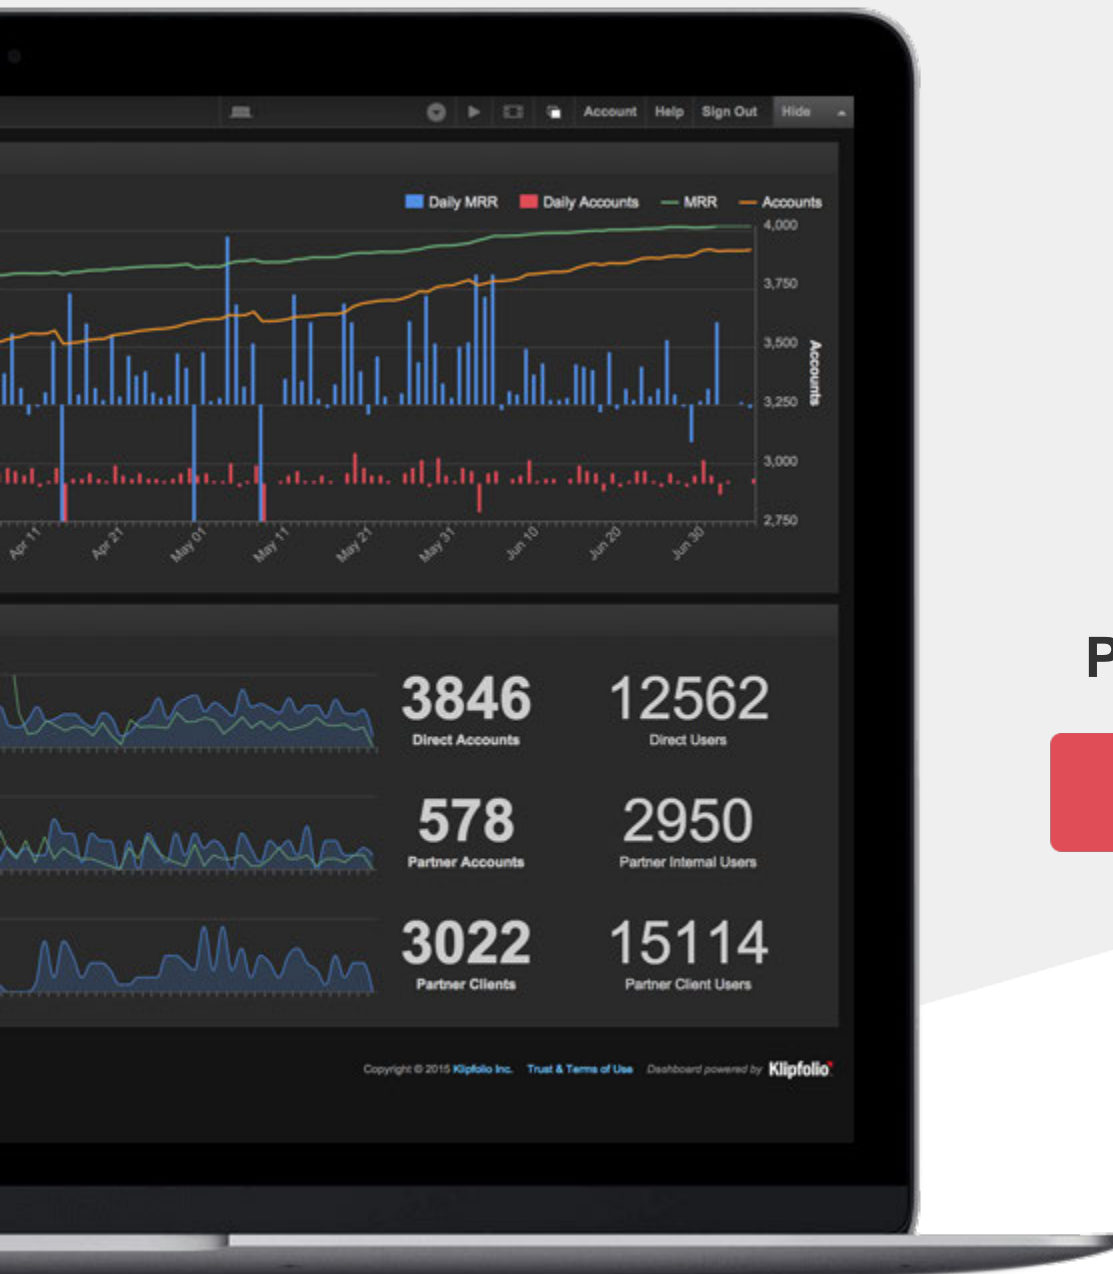 Account Help Sign Out Hide
Daily MRR Daily Accounts MRR Accounts
4,000
3,750
3,500
3,250
3,000
2,750
Accounts
Apr 11 Apr 21 May 01 May 11 May 21 May 31 Jun 10 Jun 20 Jun 30
3846 12562
Direct Accounts Direct Users
P
578 2950
Partner Accounts Partner Internal Users
3022 15114
Partner Clients Partner Client Users
Copyright © 2015 Klipfolio Inc. Trust & Terms of Use Dashboard powered by Klipfolio